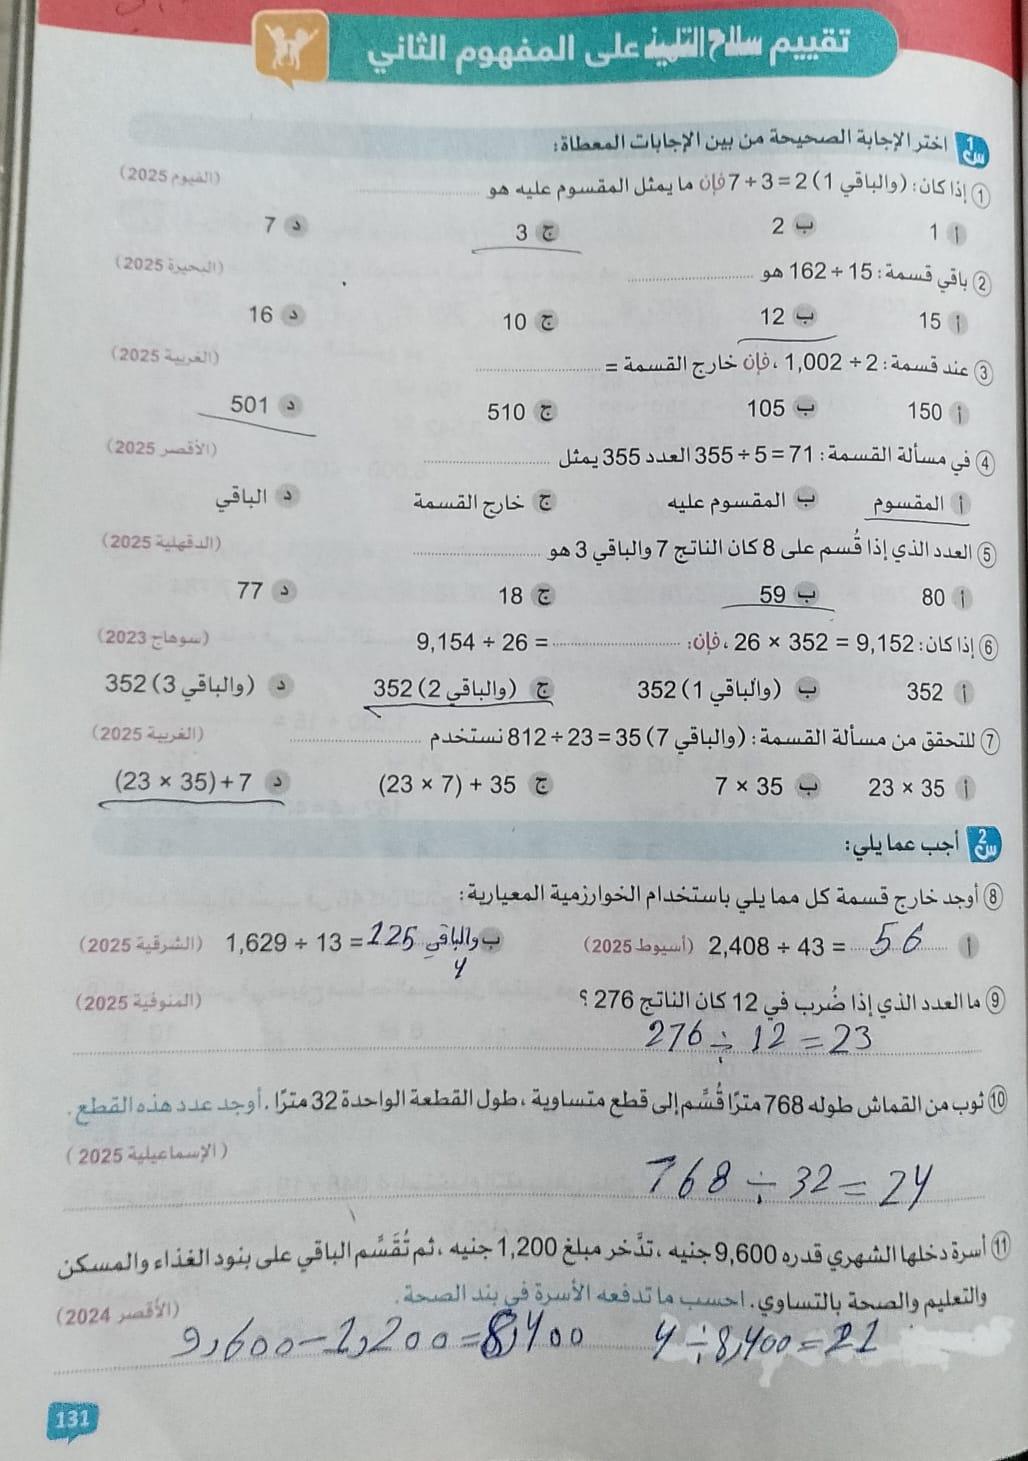 تقييم سلاح التلميذ على المفهوم الثاني
س1 اختر الإجابة الصحيحة من بين الإجابات المعطاة:
① إذا كان: 7 ÷ 3 = 2 (والباقي 1) فإن ما يمثل المقسوم عليه هو .......... (الفيوم 2025)
أ 1 ب 2 ج 3 د 7
② باقي قسمة: 162 ÷ 15 هو .......... (البحيرة 2025)
أ 15 ب 12 ج 10 د 16
③ عند قسمة: 1,002 ÷ 2 ، فإن خارج القسمة = .......... (الغربية 2025)
أ 150 ب 105 ج 510 د 501
④ في مسألة القسمة: 355 ÷ 5 = 71 العدد 355 يمثل .......... (الأقصر 2025)
أ المقسوم ب المقسوم عليه ج خارج القسمة د الباقي
⑤ العدد الذي إذا قُسم على 8 كان الناتج 7 والباقي 3 هو .......... (الدقهلية 2025)
أ 80 ب 59 ج 18 د 77
⑥ إذا كان: 26 × 352 = 9,152 ، فإن: .......... = 9,154 ÷ 26 (سوهاج 2023)
أ 352 ب 352 (والباقي 1) ج 352 (والباقي 2) د 352 (والباقي 3)
⑦ للتحقق من مسألة القسمة: 812 ÷ 23 = 35 (والباقي 7) نستخدم .......... (الغربية 2025)
أ 23 × 35 ب 7 × 35 ج (23 × 7) + 35 د (23 × 35) + 7
س2 أجب عما يلي:
⑧ أوجد خارج قسمة كل مما يلي باستخدام الخوارزمية المعيارية:
أ 2,408 ÷ 43 = 56 (أسيوط 2025) ب 1,629 ÷ 13 = 125 والباقي 4 (الشرقية 2025)
⑨ ما العدد الذي إذا ضُرب في 12 كان الناتج 276 ؟ (المنوفية 2025)
276 ÷ 12 = 23
⑩ ثوب من القماش طوله 768 مترًا قُسِّم إلى قطع متساوية ، طول القطعة الواحدة 32 مترًا . أوجد عدد هذه القطع .
(الإسماعيلية 2025)
768 ÷ 32 = 24
⑪ أسرة دخلها الشهري قدره 9,600 جنيه ، تدَّخر مبلغ 1,200 جنيه ، ثم تُقَسِّم الباقي على بنود الغذاء والمسكن
والتعليم والصحة بالتساوي . احسب ما تدفعه الأسرة في بند الصحة . (الأقصر 2024)
9,600 − 1,200 = 8,400 4 ÷ 8,400 = 21
131